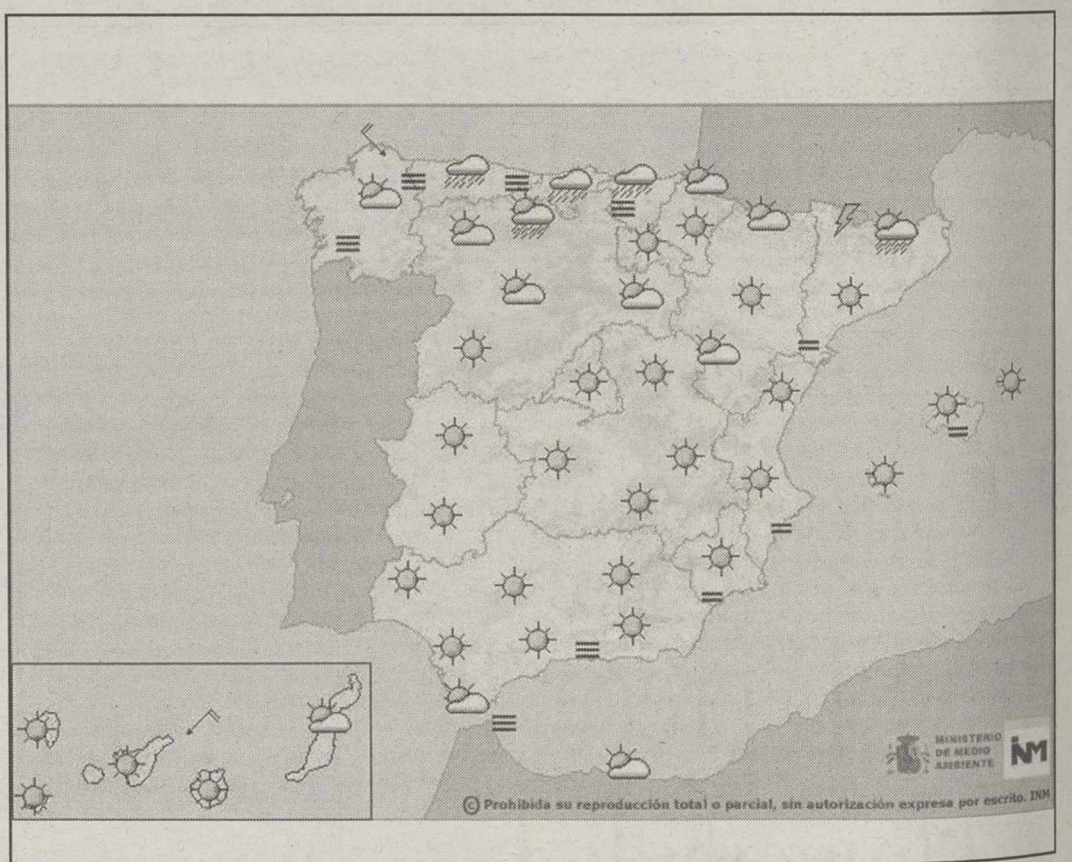 MINISTERIO
DE MEDIO
AMBIENTE
INM
© Prohibida su reproducción total o parcial, sin autorización expresa por escrito. INM